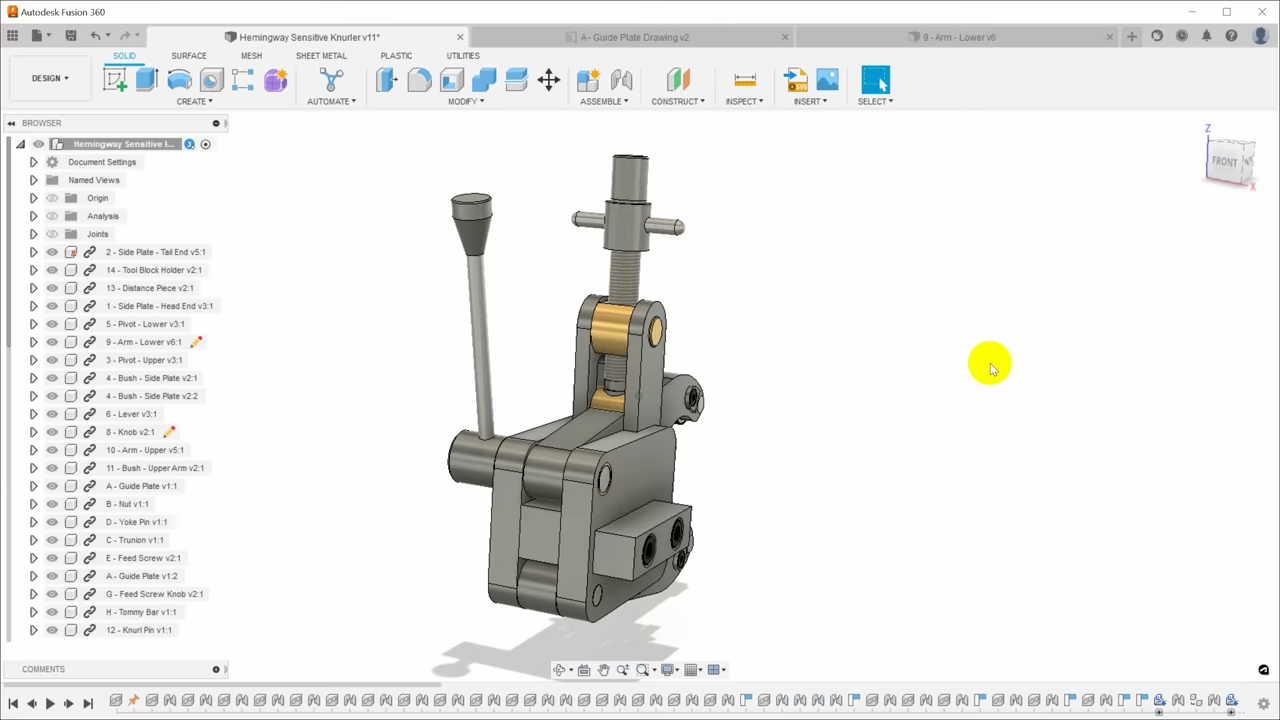 Autodesk Fusion 360
Hemingway Sensitive Knurler v11*
A - Guide Plate Drawing v2
9 - Arm - Lower v6
SOLID
SURFACE
MESH
SHEET METAL
PLASTIC
UTILITIES
DESIGN
CREATE
AUTOMATE
MODIFY
ASSEMBLE
CONSTRUCT
INSPECT
INSERT
SELECT
BROWSER
Hemingway Sensitive I...
Document Settings
Named Views
Origin
Analysis
Joints
2 - Side Plate - Tail End v5:1
14 - Tool Block Holder v2:1
13 - Distance Piece v2:1
1 - Side Plate - Head End v3:1
5 - Pivot - Lower v3:1
9 - Arm - Lower v6:1
3 - Pivot - Upper v3:1
4 - Bush - Side Plate v2:1
4 - Bush - Side Plate v2:2
6 - Lever v3:1
8 - Knob v2:1
10 - Arm - Upper v5:1
11 - Bush - Upper Arm v2:1
A - Guide Plate v1:1
B - Nut v1:1
D - Yoke Pin v1:1
C - Trunion v1:1
E - Feed Screw v2:1
A - Guide Plate v1:2
G - Feed Screw Knob v2:1
H - Tommy Bar v1:1
12 - Knurl Pin v1:1
Z
FRONT
X
COMMENTS